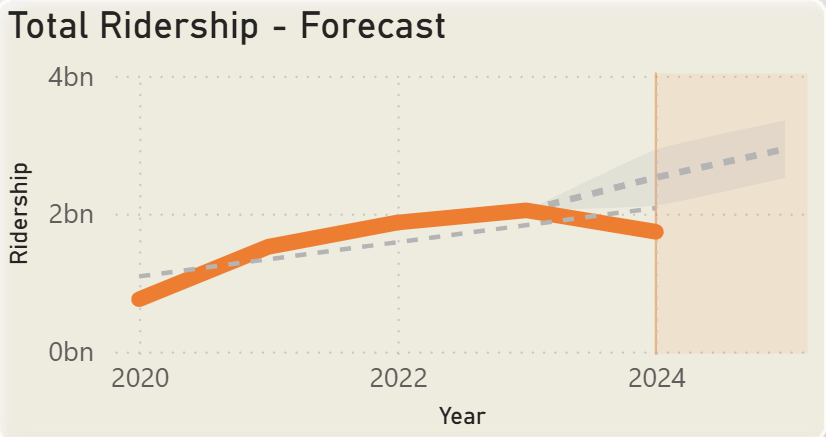 Total Ridership - Forecast
4bn
2bn
0bn
Ridership
2020 2022 2024
Year